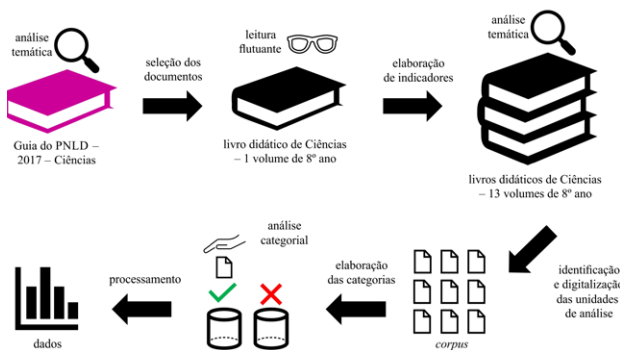 análise
temática
seleção dos
documentos
leitura
flutuante
elaboração
de indicadores
análise
temática
Guia do PNLD –
2017 – Ciências
livro didático de Ciências
– 1 volume de 8º ano
livros didáticos de Ciências
– 13 volumes de 8º ano
identificação
e digitalização
das unidades
de análise
corpus
elaboração
das categorias
análise
categorial
processamento
dados